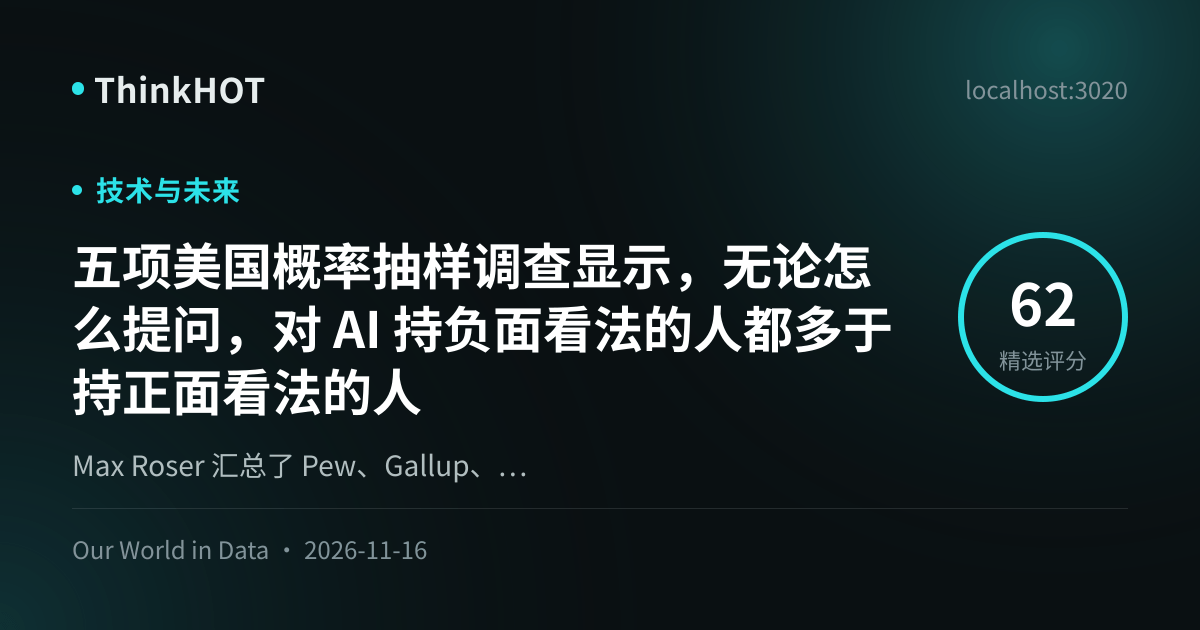 ThinkHOT
localhost:3020
技术与未来
五项美国概率抽样调查显示，无论怎
么提问，对 AI 持负面看法的人都多于
持正面看法的人
62
精选评分
Max Roser 汇总了 Pew、Gallup、…
Our World in Data · 2026-11-16